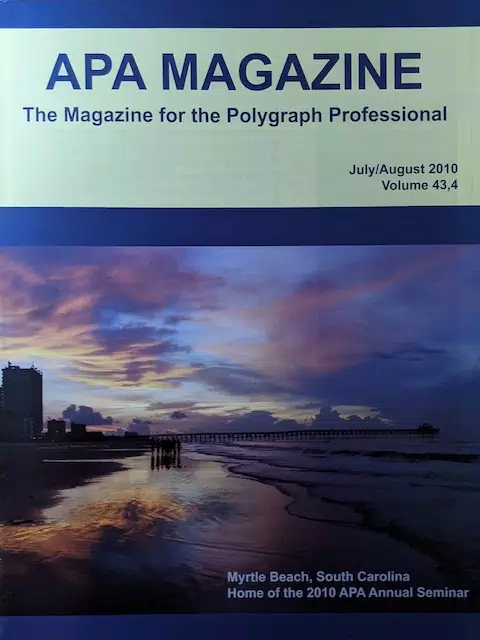 APA MAGAZINE
The Magazine for the Polygraph Professional
July/August 2010
Volume 43,4
Myrtle Beach, South Carolina
Home of the 2010 APA Annual Seminar